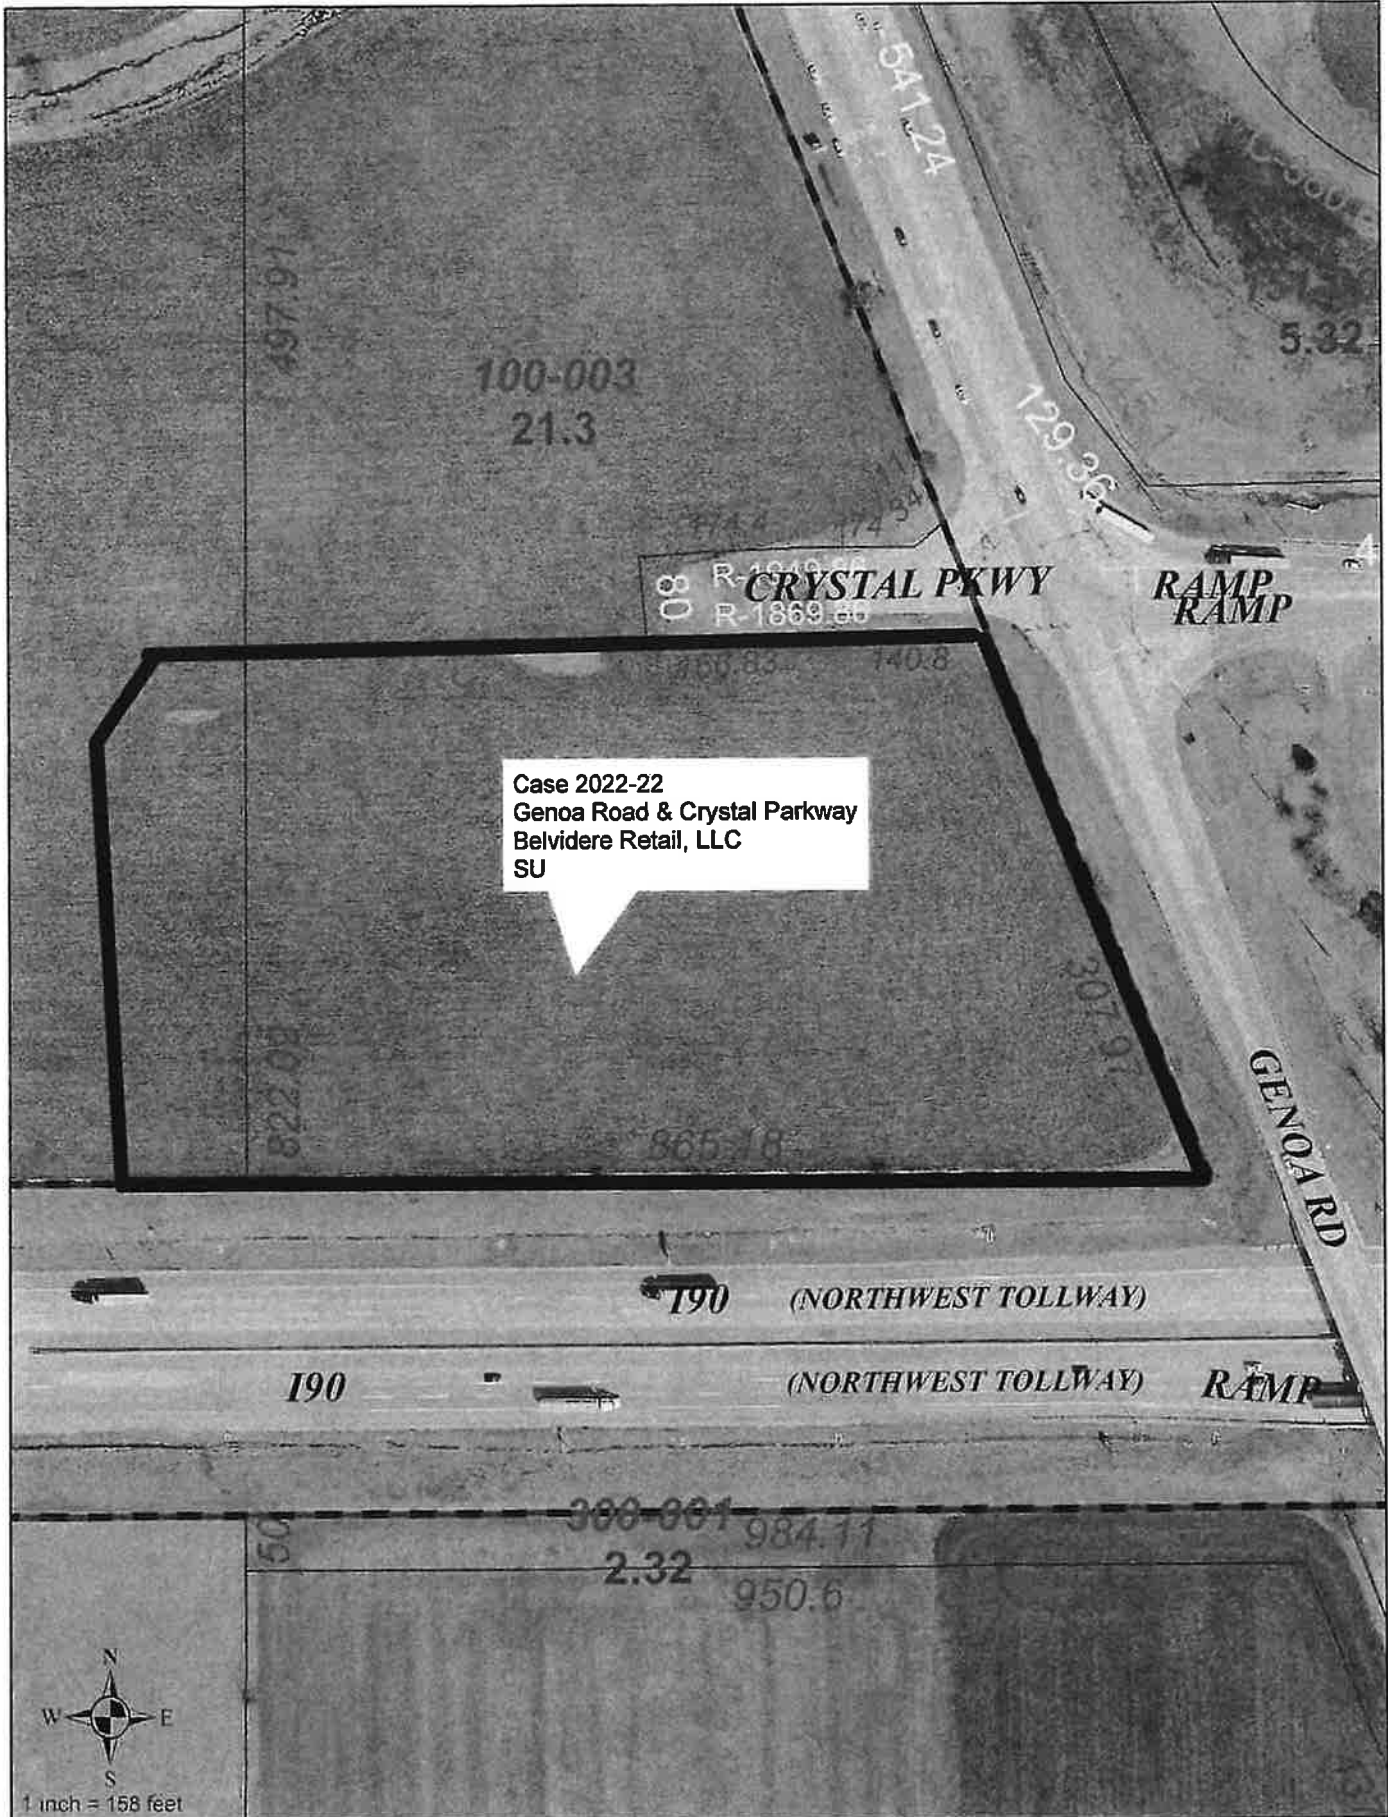 541.24
497.91
5.32
100-003
21.3
129.36
174.4
174
34
4
80
CRYSTAL PKWY
R-1869.86
RAMP
RAMP
140.8
Case 2022-22
Genoa Road & Crystal Parkway
Belvidere Retail, LLC
SU
307.91
822.09
865.18
GENOA RD
I90 (NORTHWEST TOLLWAY)
I90 (NORTHWEST TOLLWAY) RAMP
300-001
984.11
50
2.32
950.6
N
W E
S
1 inch = 158 feet